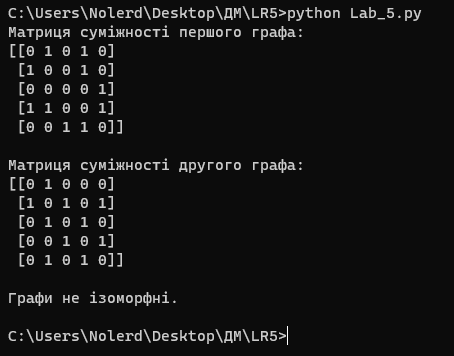 C:\Users\Nolerd\Desktop\ДМ\LR5>python Lab_5.py
Матриця суміжності першого графа:
[[0 1 0 1 0]
 [1 0 0 1 0]
 [0 0 0 0 1]
 [1 1 0 0 1]
 [0 0 1 1 0]]
Матриця суміжності другого графа:
[[0 1 0 0 0]
 [1 0 1 0 1]
 [0 1 0 1 0]
 [0 0 1 0 1]
 [0 1 0 1 0]]
Графи не ізоморфні.
C:\Users\Nolerd\Desktop\ДМ\LR5>